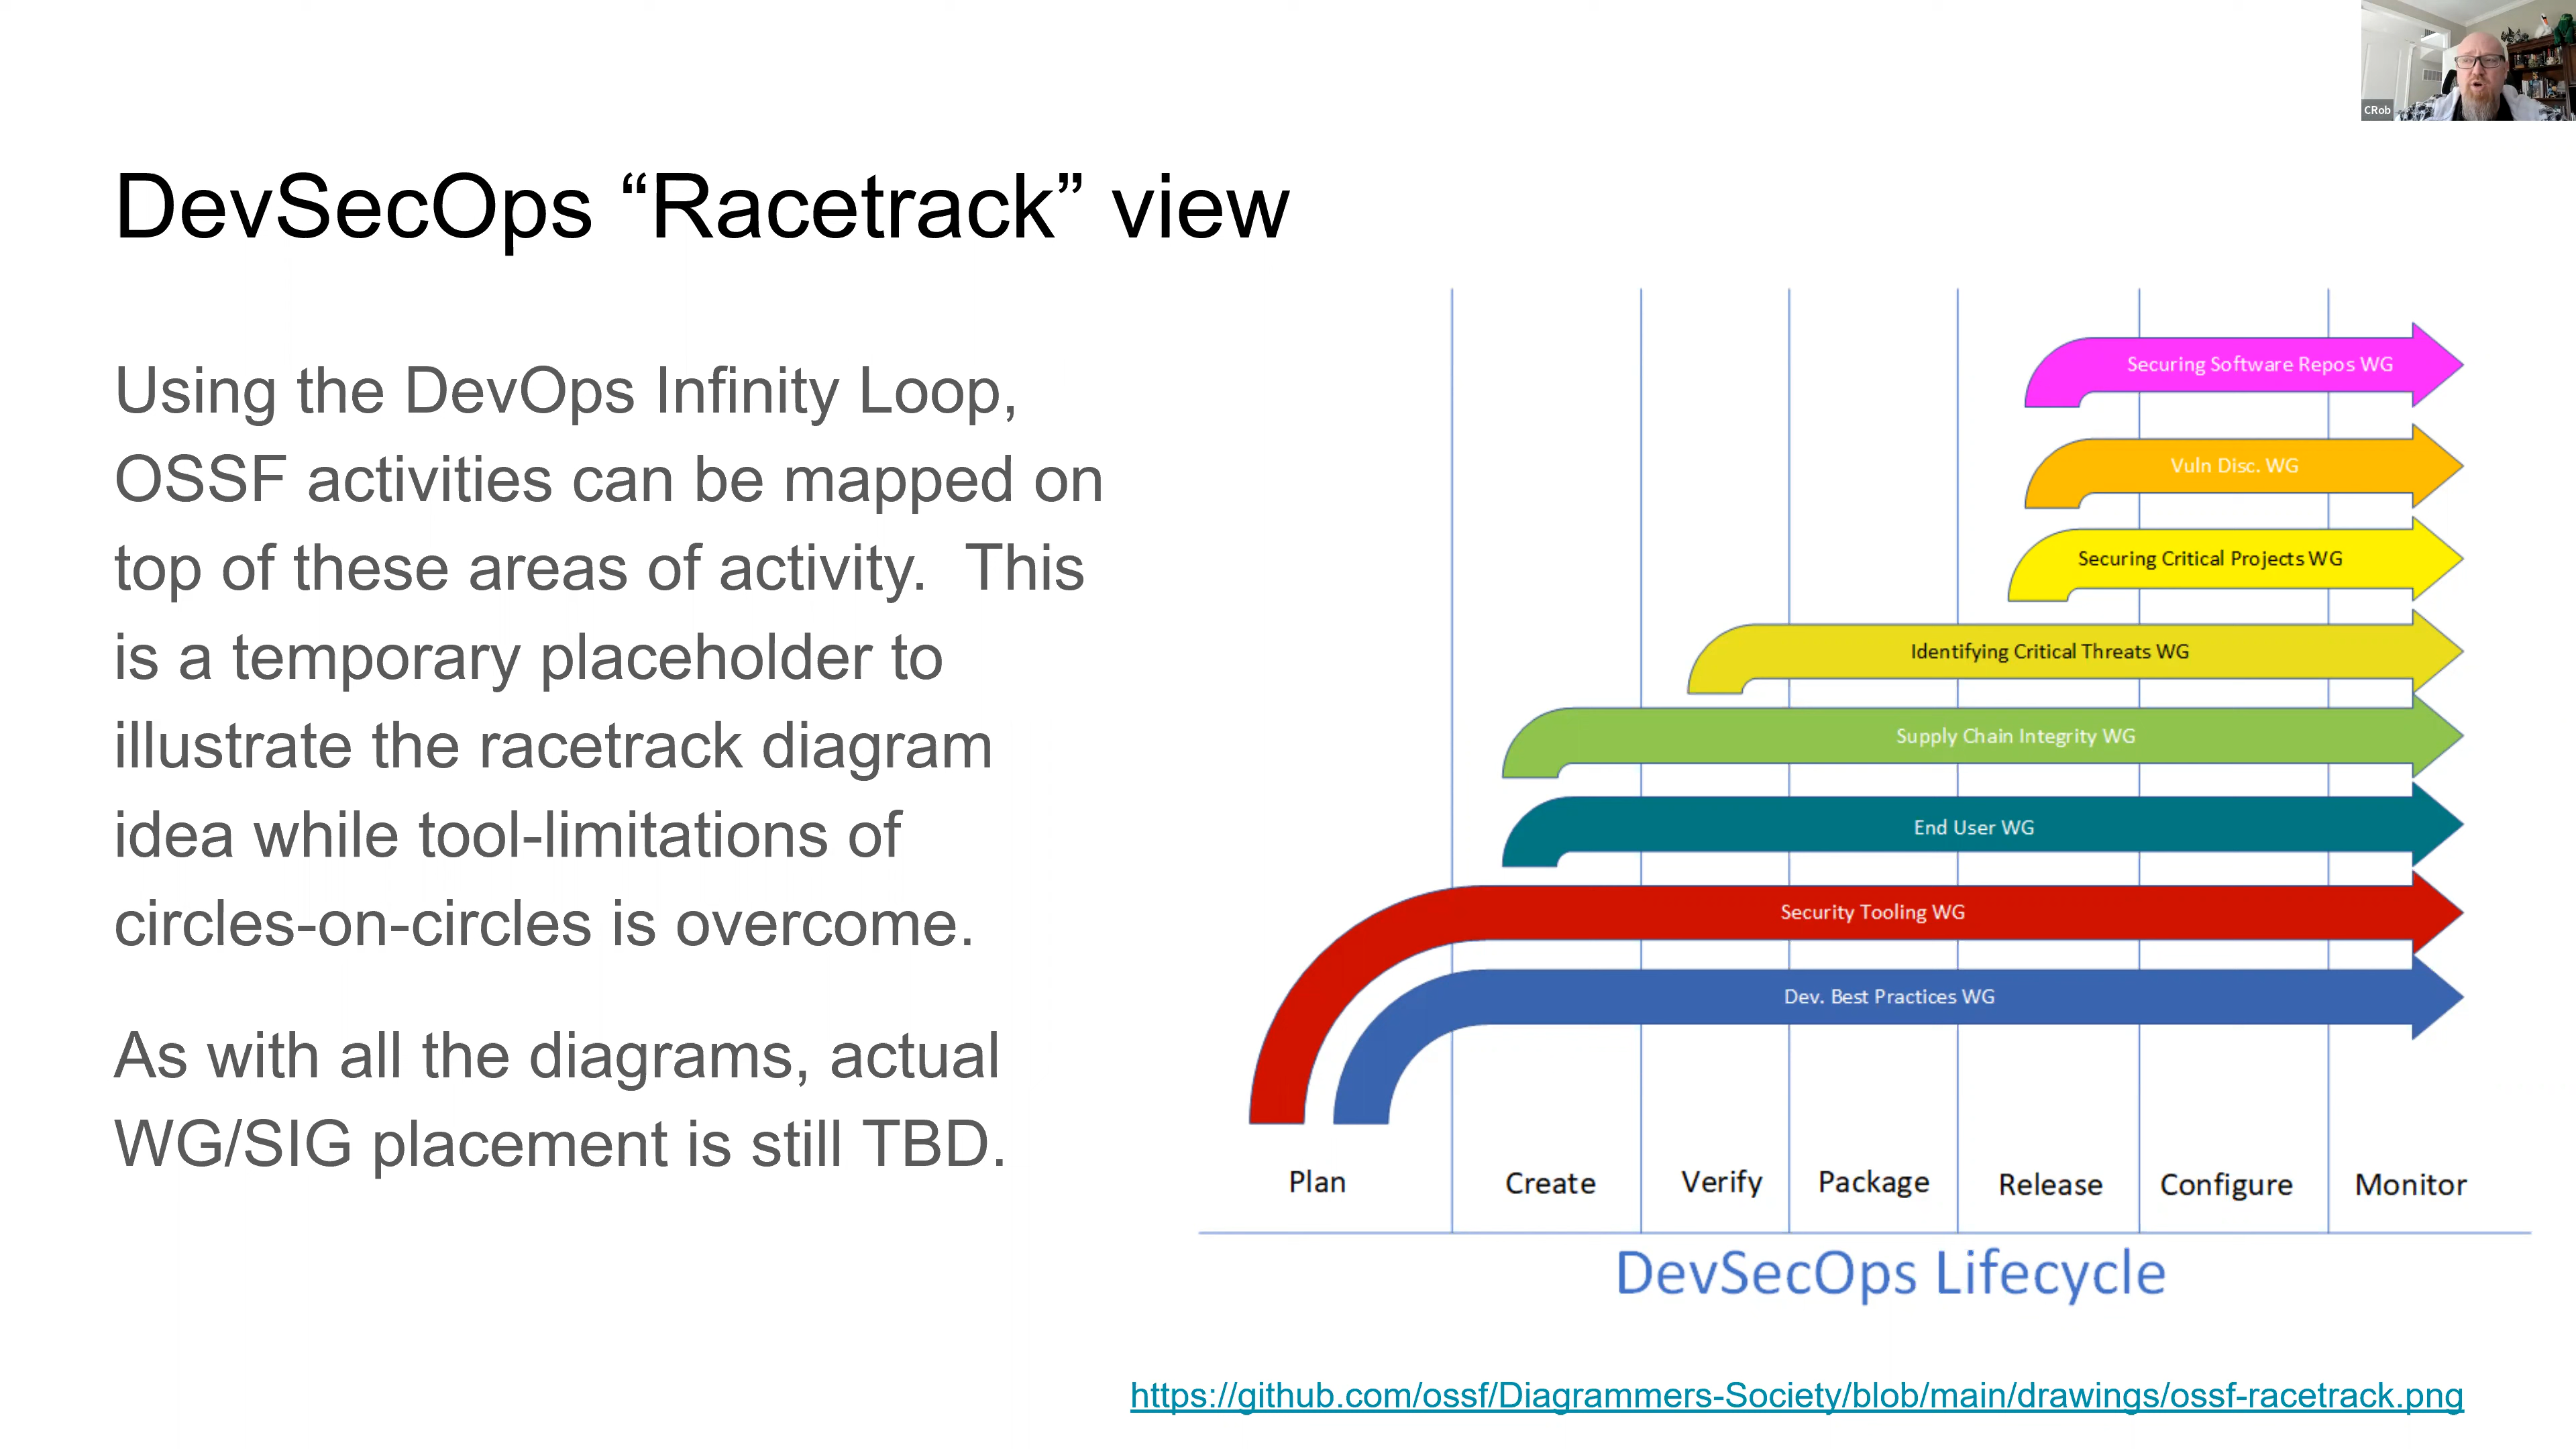 CRob
DevSecOps “Racetrack” view
Using the DevOps Infinity Loop,
OSSF activities can be mapped on
top of these areas of activity.  This
is a temporary placeholder to
illustrate the racetrack diagram
idea while tool-limitations of
circles-on-circles is overcome.
As with all the diagrams, actual
WG/SIG placement is still TBD.
Securing Software Repos WG
Vuln Disc. WG
Securing Critical Projects WG
Identifying Critical Threats WG
Supply Chain Integrity WG
End User WG
Security Tooling WG
Dev. Best Practices WG
Plan Create Verify Package Release Configure Monitor
DevSecOps Lifecycle
https://github.com/ossf/Diagrammers-Society/blob/main/drawings/ossf-racetrack.png